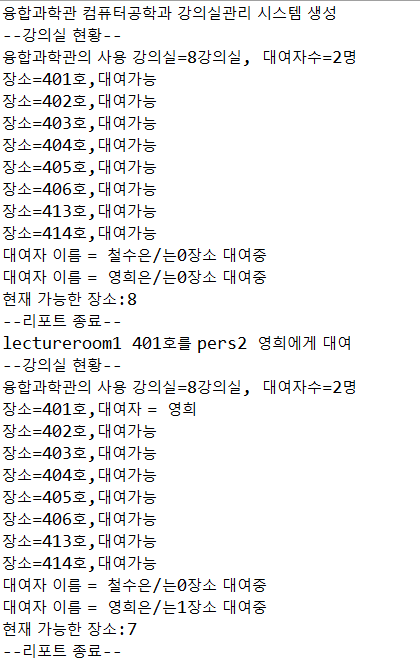 융합과학관 컴퓨터공학과 강의실관리 시스템 생성
--강의실 현황--
융합과학관의 사용 강의실=8강의실, 대여자수=2명
장소=401호,대여가능
장소=402호,대여가능
장소=403호,대여가능
장소=404호,대여가능
장소=405호,대여가능
장소=406호,대여가능
장소=413호,대여가능
장소=414호,대여가능
대여자 이름 = 철수은/는0장소 대여중
대여자 이름 = 영희은/는0장소 대여중
현재 가능한 장소:8
--리포트 종료--
lectureroom1 401호를 pers2 영희에게 대여
--강의실 현황--
융합과학관의 사용 강의실=8강의실, 대여자수=2명
장소=401호,대여자 = 영희
장소=402호,대여가능
장소=403호,대여가능
장소=404호,대여가능
장소=405호,대여가능
장소=406호,대여가능
장소=413호,대여가능
장소=414호,대여가능
대여자 이름 = 철수은/는0장소 대여중
대여자 이름 = 영희은/는1장소 대여중
현재 가능한 장소:7
--리포트 종료--